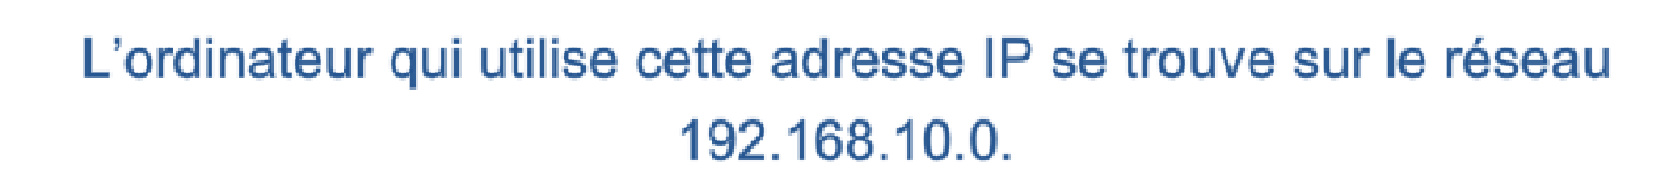 L’ordinateur qui utilise cette adresse IP se trouve sur le réseau
192.168.10.0.